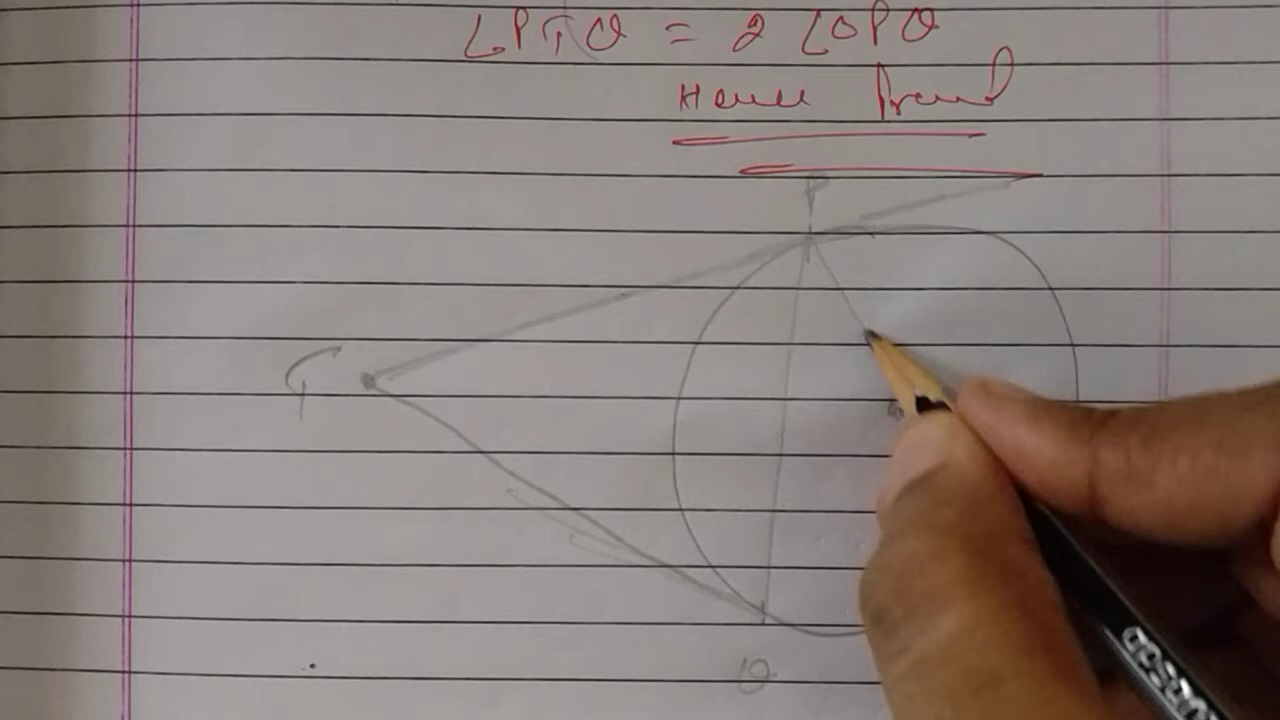 ∠PTQ = 2 ∠OPQ
Hence Proved
P
T
Q